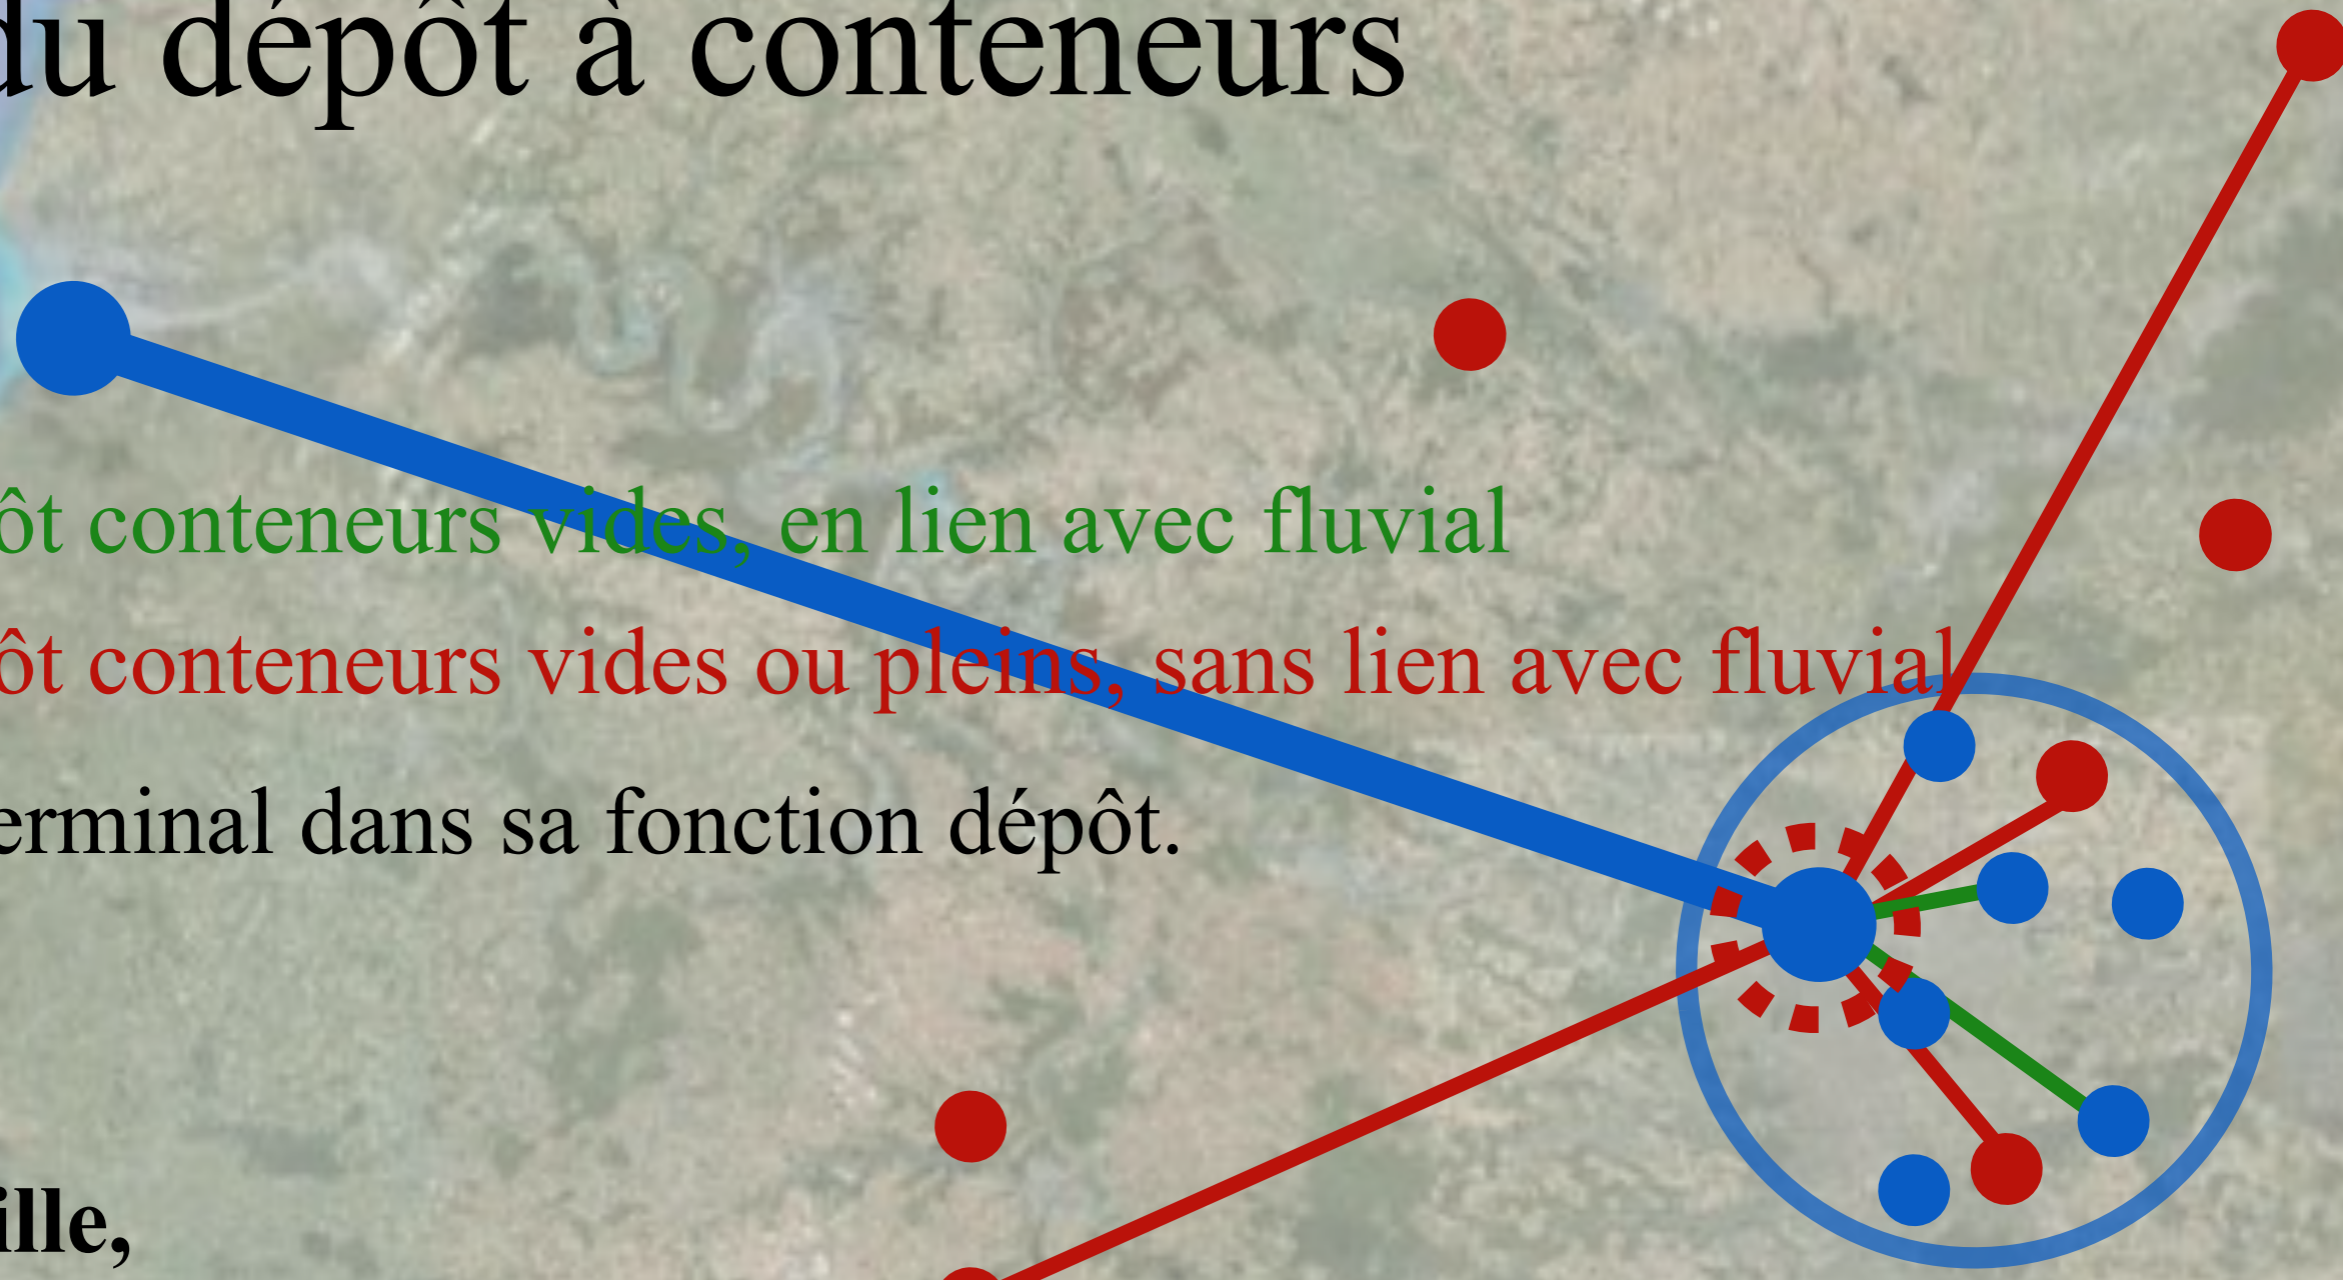 du dépôt à conteneurs
ôt conteneurs vides, en lien avec fluvial
ôt conteneurs vides ou pleins, sans lien avec fluvial
erminal dans sa fonction dépôt.
ille,